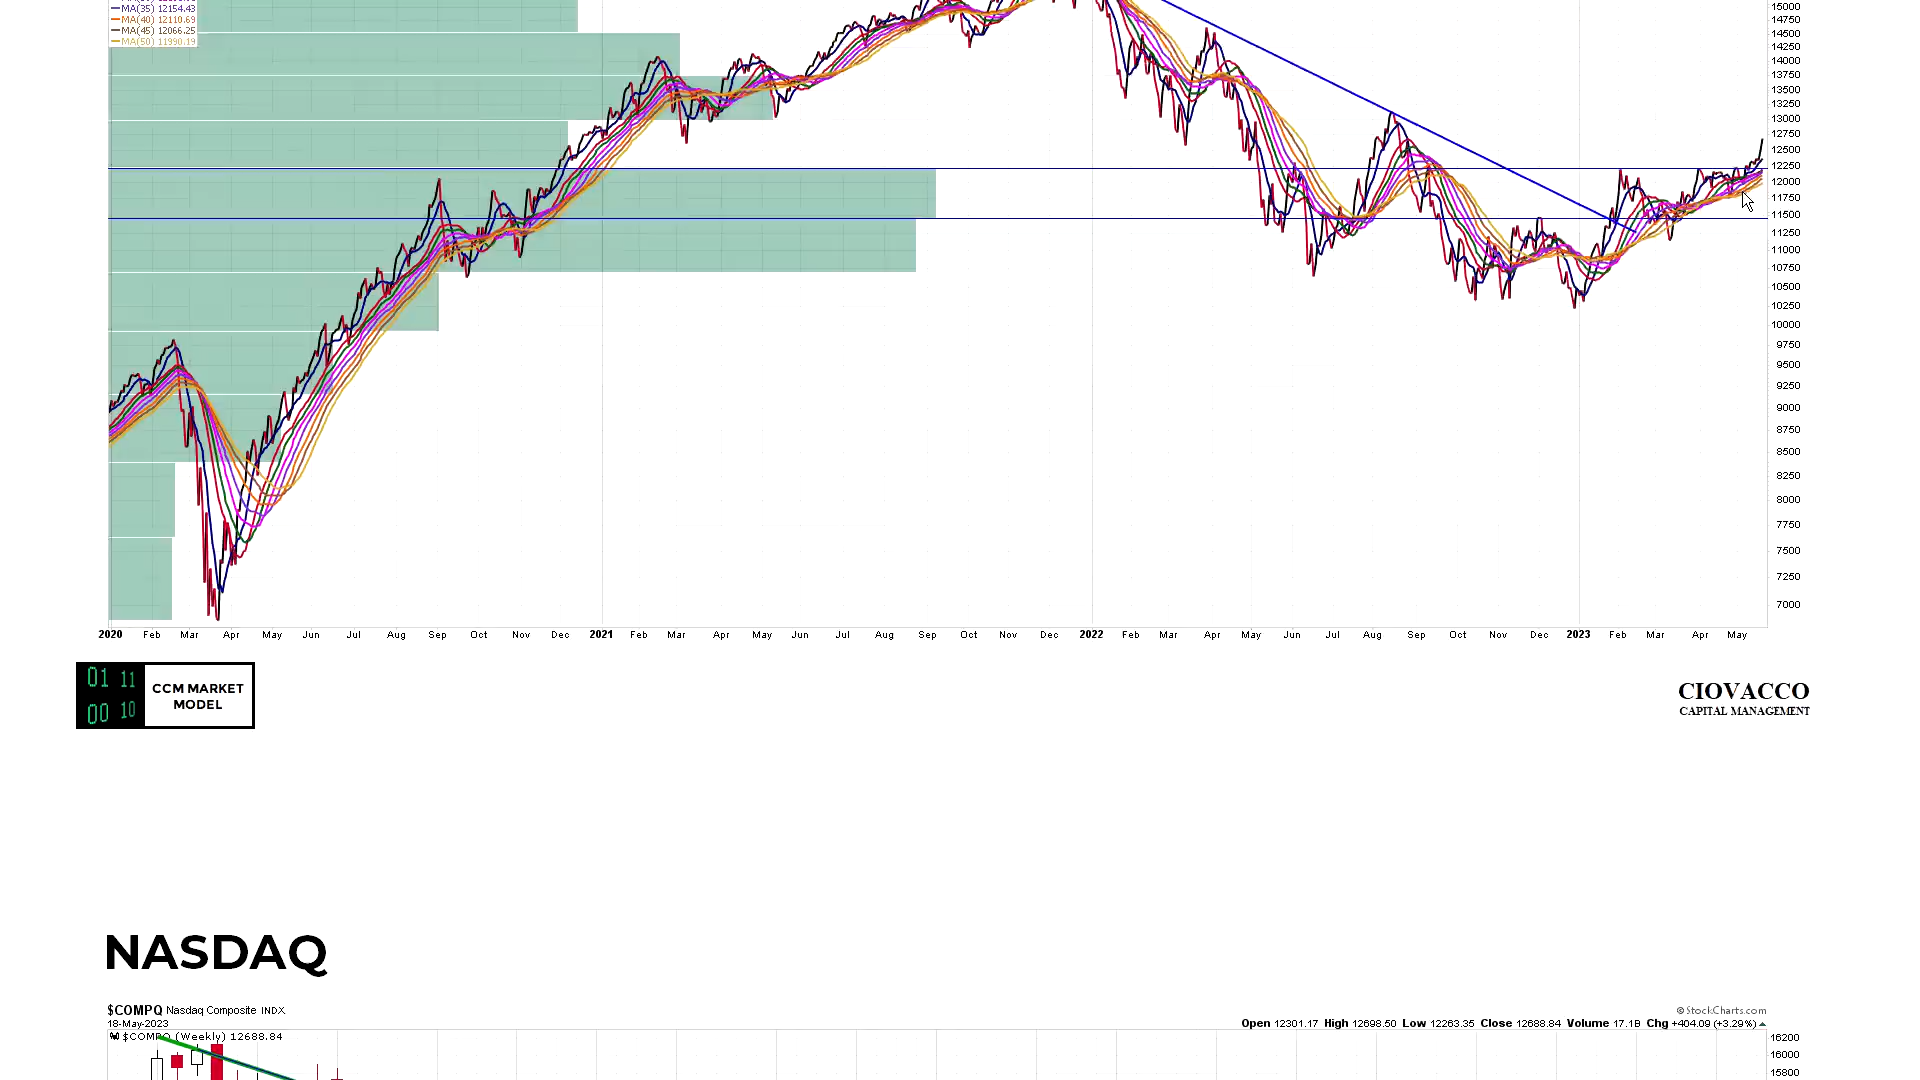 MA(35) 12154.43
MA(40) 12110.69
MA(45) 12066.25
MA(50) 11990.19
15000
14750
14500
14250
14000
13750
13500
13250
13000
12750
12500
12250
12000
11750
11500
11250
11000
10750
10500
10250
10000
9750
9500
9250
9000
8750
8500
8250
8000
7750
7500
7250
7000
2020 Feb Mar Apr May Jun Jul Aug Sep Oct Nov Dec 2021 Feb Mar Apr May Jun Jul Aug Sep Oct Nov Dec 2022 Feb Mar Apr May Jun Jul Aug Sep Oct Nov Dec 2023 Feb Mar Apr May
01 11
00 10
CCM MARKET
MODEL
CIOVACCO
CAPITAL MANAGEMENT
NASDAQ
$COMPQ Nasdaq Composite INDX
© StockCharts.com
18-May-2023
Open 12301.17 High 12698.50 Low 12263.35 Close 12688.84 Volume 17.1B Chg +404.09 (+3.29%)
$COMPQ (Weekly) 12688.84
16200
16000
15800